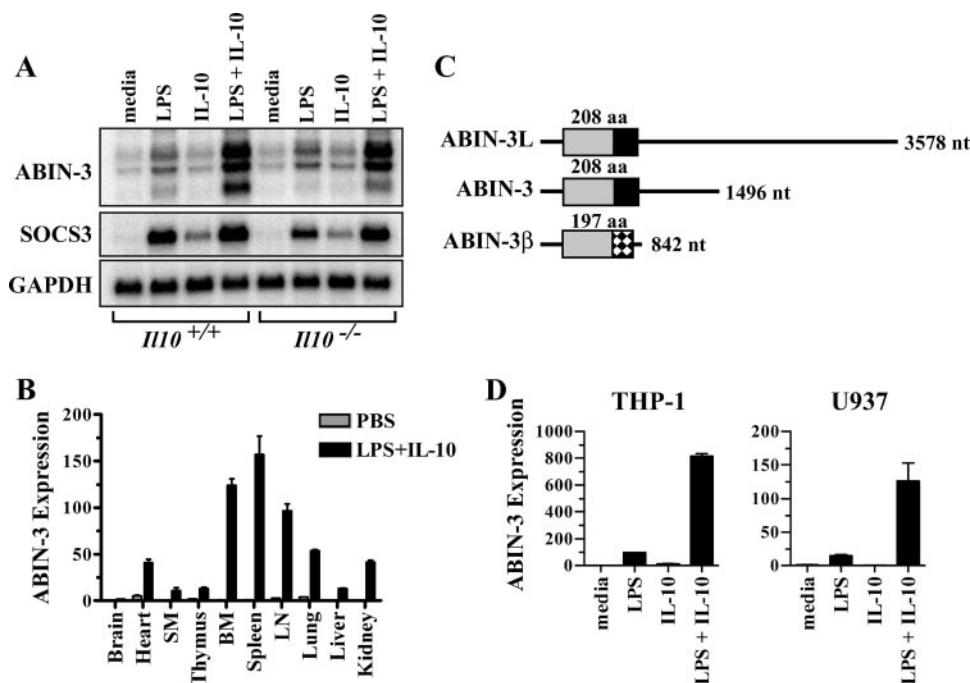 A
media
LPS
IL-10
LPS + IL-10
media
LPS
IL-10
LPS + IL-10
ABIN-3
SOCS3
GAPDH
Il10 +/+
Il10 -/-
C
208 aa
ABIN-3L
3578 nt
208 aa
ABIN-3
1496 nt
197 aa
ABIN-3β
842 nt
B
PBS
LPS+IL-10
ABIN-3 Expression
200
150
100
50
0
Brain
Heart
SM
Thymus
BM
Spleen
LN
Lung
Liver
Kidney
D
THP-1
ABIN-3 Expression
1000
800
600
400
200
100
0
media
LPS
IL-10
LPS + IL-10
U937
200
150
100
50
25
0
media
LPS
IL-10
LPS + IL-10